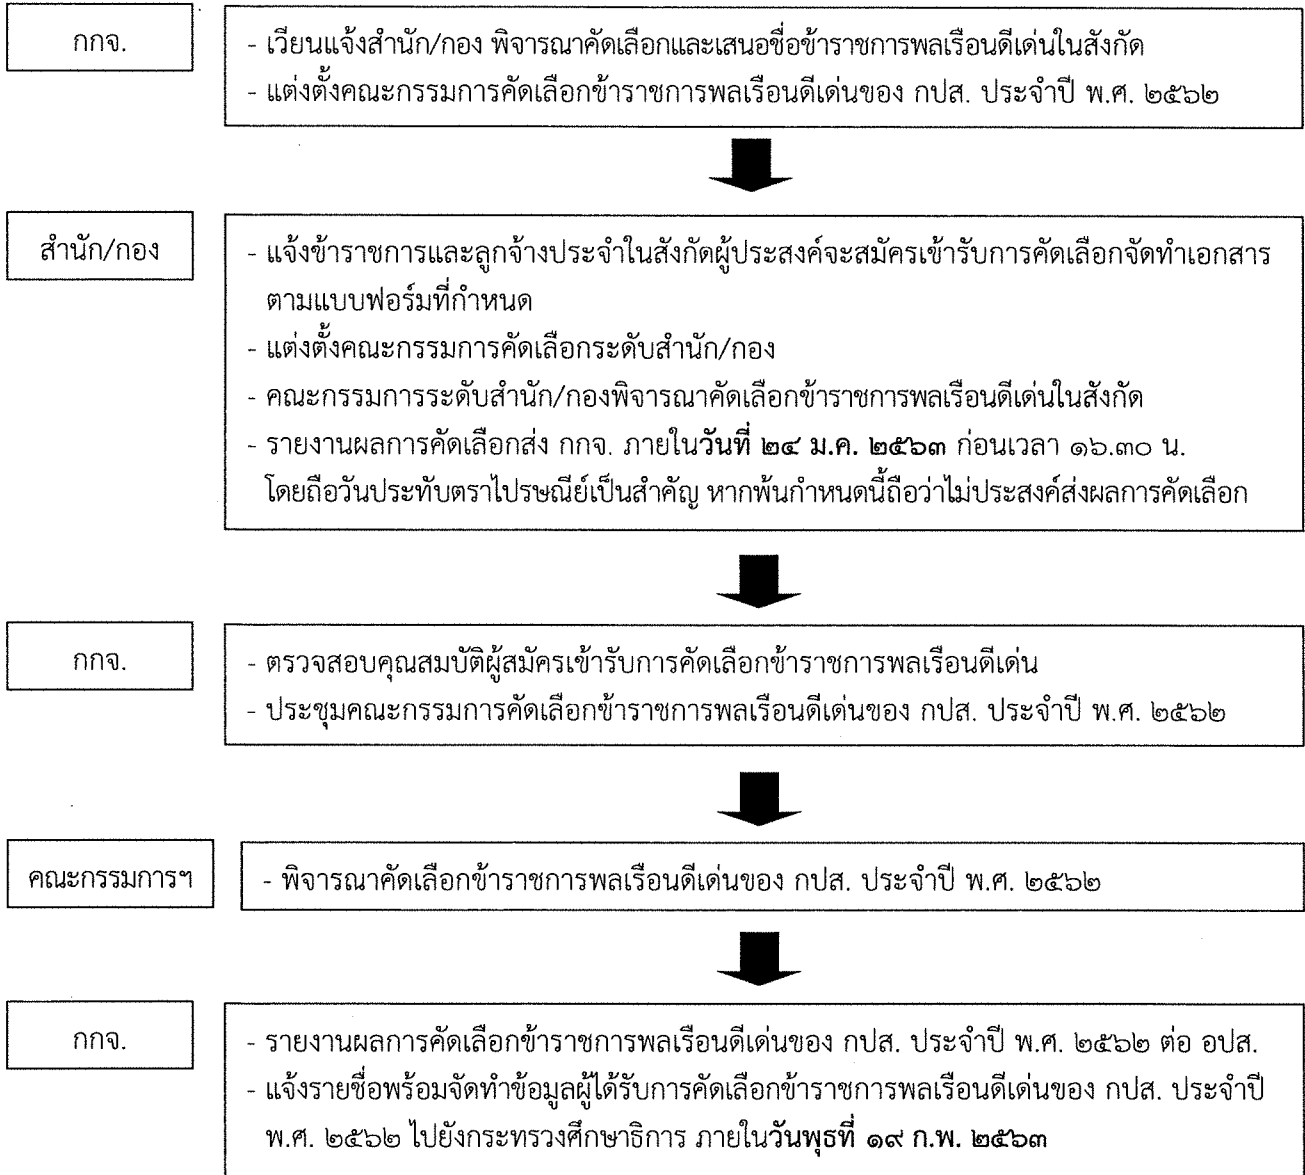 กกจ.
- เวียนแจ้งสำนัก/กอง พิจารณาคัดเลือกและเสนอชื่อข้าราชการพลเรือนดีเด่นในสังกัด
- แต่งตั้งคณะกรรมการคัดเลือกข้าราชการพลเรือนดีเด่นของ กปส. ประจำปี พ.ศ. ๒๕๖๒
สำนัก/กอง
- แจ้งข้าราชการและลูกจ้างประจำในสังกัดผู้ประสงค์จะสมัครเข้ารับการคัดเลือกจัดทำเอกสาร
ตามแบบฟอร์มที่กำหนด
- แต่งตั้งคณะกรรมการคัดเลือกระดับสำนัก/กอง
- คณะกรรมการระดับสำนัก/กองพิจารณาคัดเลือกข้าราชการพลเรือนดีเด่นในสังกัด
- รายงานผลการคัดเลือกส่ง กกจ. ภายในวันที่ ๒๔ ม.ค. ๒๕๖๓ ก่อนเวลา ๑๖.๓๐ น.
โดยถือวันประทับตราไปรษณีย์เป็นสำคัญ หากพ้นกำหนดนี้ถือว่าไม่ประสงค์ส่งผลการคัดเลือก
กกจ.
- ตรวจสอบคุณสมบัติผู้สมัครเข้ารับการคัดเลือกข้าราชการพลเรือนดีเด่น
- ประชุมคณะกรรมการคัดเลือกข้าราชการพลเรือนดีเด่นของ กปส. ประจำปี พ.ศ. ๒๕๖๒
คณะกรรมการฯ
- พิจารณาคัดเลือกข้าราชการพลเรือนดีเด่นของ กปส. ประจำปี พ.ศ. ๒๕๖๒
กกจ.
- รายงานผลการคัดเลือกข้าราชการพลเรือนดีเด่นของ กปส. ประจำปี พ.ศ. ๒๕๖๒ ต่อ อปส.
- แจ้งรายชื่อพร้อมจัดทำข้อมูลผู้ได้รับการคัดเลือกข้าราชการพลเรือนดีเด่นของ กปส. ประจำปี
พ.ศ. ๒๕๖๒ ไปยังกระทรวงศึกษาธิการ ภายในวันพุธที่ ๑๙ ก.พ. ๒๕๖๓